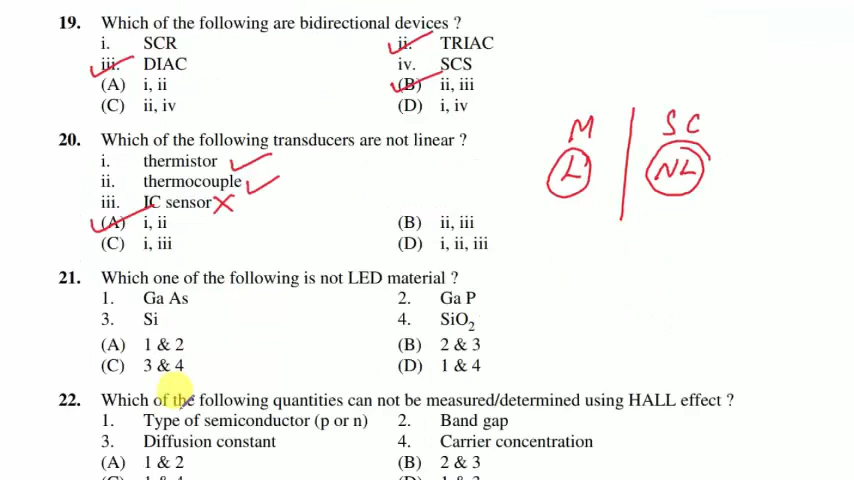 19. Which of the following are bidirectional devices ?
i. SCR ii. TRIAC
iii. DIAC iv. SCS
(A) i, ii (B) ii, iii
(C) ii, iv (D) i, iv
M | SC
L | NL
20. Which of the following transducers are not linear ?
i. thermistor
ii. thermocouple
iii. IC sensor
(A) i, ii (B) ii, iii
(C) i, iii (D) i, ii, iii
21. Which one of the following is not LED material ?
1. Ga As 2. Ga P
3. Si 4. SiO₂
(A) 1 & 2 (B) 2 & 3
(C) 3 & 4 (D) 1 & 4
22. Which of the following quantities can not be measured/determined using HALL effect ?
1. Type of semiconductor (p or n) 2. Band gap
3. Diffusion constant 4. Carrier concentration
(A) 1 & 2 (B) 2 & 3